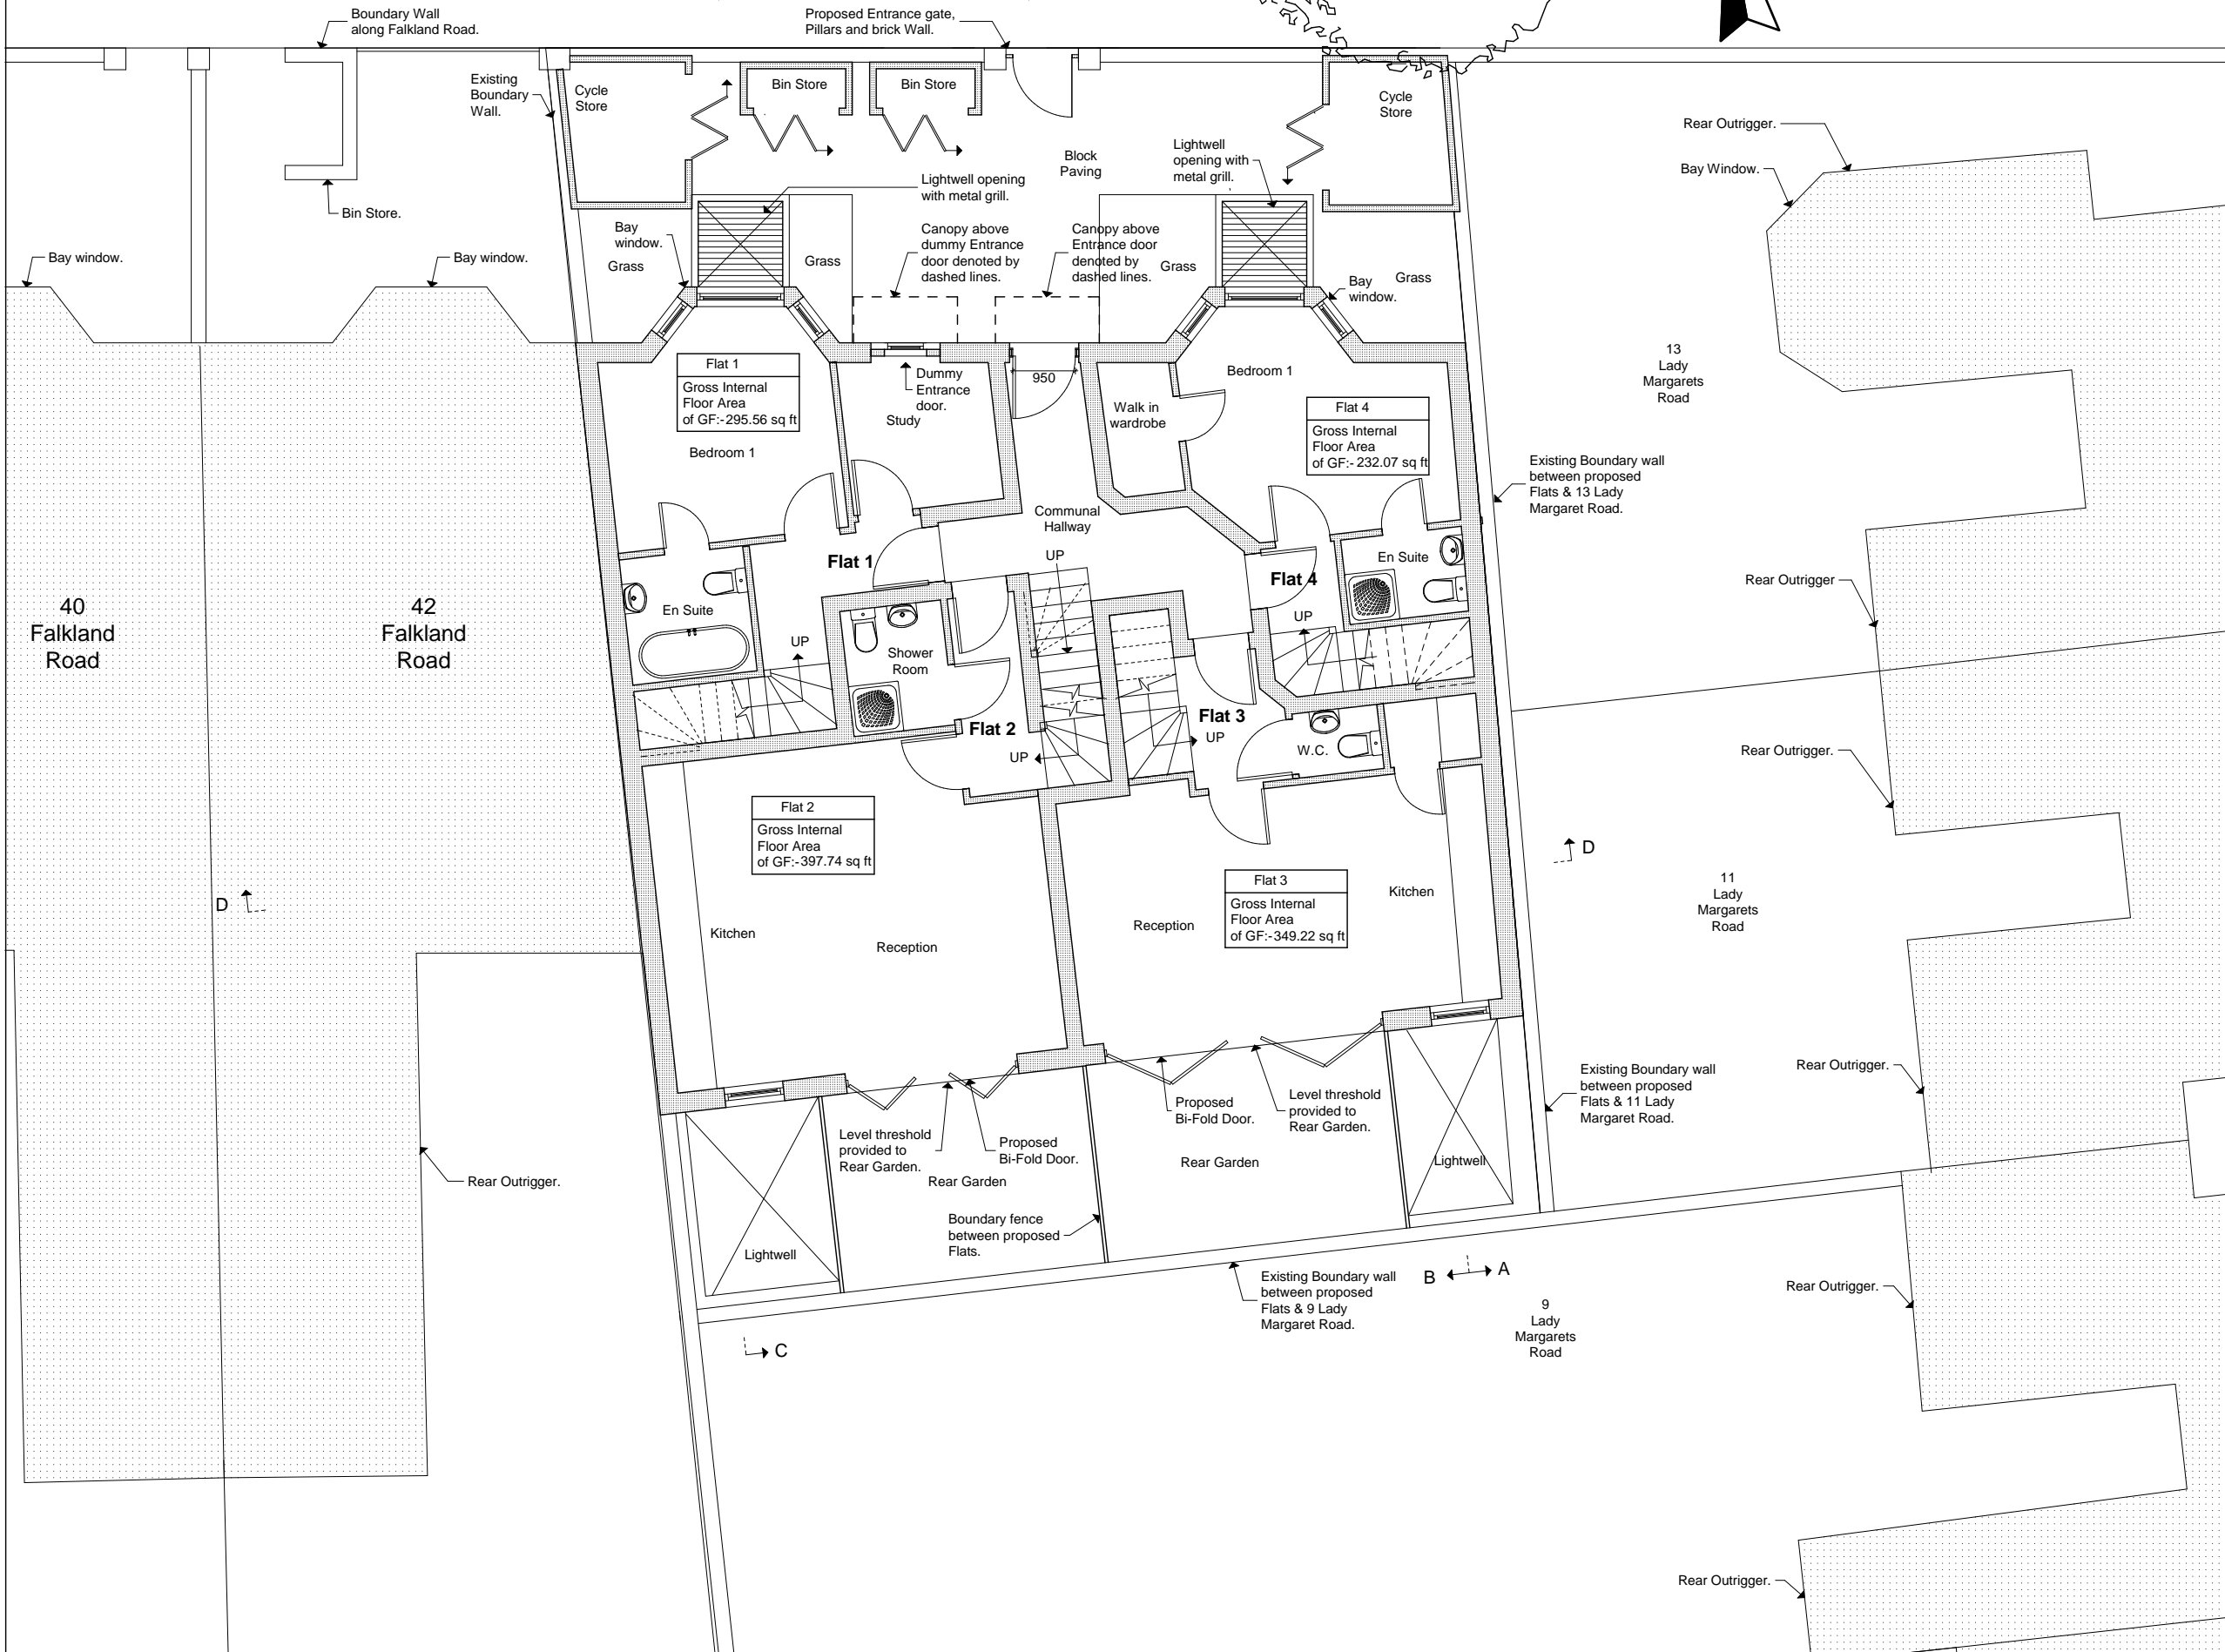 Boundary Wall
along Falkland Road.
Proposed Entrance gate,
Pillars and brick Wall.
Existing
Boundary
Wall.
Cycle
Store
Bin Store
Bin Store
Cycle
Store
Rear Outrigger.
Bay Window.
Block
Paving
Lightwell
opening with
metal grill.
Lightwell opening
with metal grill.
Bin Store.
Bay window.
Bay window.
Bay
window.
Grass
Grass
Canopy above
dummy Entrance
door denoted by
dashed lines.
Canopy above
Entrance door
denoted by
dashed lines.
Grass
Grass
Bay
window.
Flat 1
Gross Internal
Floor Area
of GF:-295.56 sq ft
Bedroom 1
Dummy
Entrance
door.
Study
950
Walk in
wardrobe
Bedroom 1
Flat 4
Gross Internal
Floor Area
of GF:- 232.07 sq ft
13
Lady
Margarets
Road
Existing Boundary wall
between proposed
Flats & 13 Lady
Margaret Road.
Communal
Hallway
UP
Flat 1
Flat 4
En Suite
UP
En Suite
UP
Shower
Room
40
Falkland
Road
42
Falkland
Road
Rear Outrigger
Flat 2
UP
Flat 3
UP
W.C.
Rear Outrigger.
Flat 2
Gross Internal
Floor Area
of GF:-397.74 sq ft
Kitchen
Reception
Flat 3
Gross Internal
Floor Area
of GF:-349.22 sq ft
Reception
Kitchen
D
D
11
Lady
Margarets
Road
Rear Outrigger.
Existing Boundary wall
between proposed
Flats & 11 Lady
Margaret Road.
Proposed
Bi-Fold Door.
Level threshold
provided to
Rear Garden.
Level threshold
provided to
Rear Garden.
Proposed
Bi-Fold Door.
Rear Garden
Rear Garden
Lightwell
Rear Outrigger.
Boundary fence
between proposed
Flats.
Lightwell
Existing Boundary wall
between proposed
Flats & 9 Lady
Margaret Road.
B
A
C
9
Lady
Margarets
Road
Rear Outrigger.
Rear Outrigger.